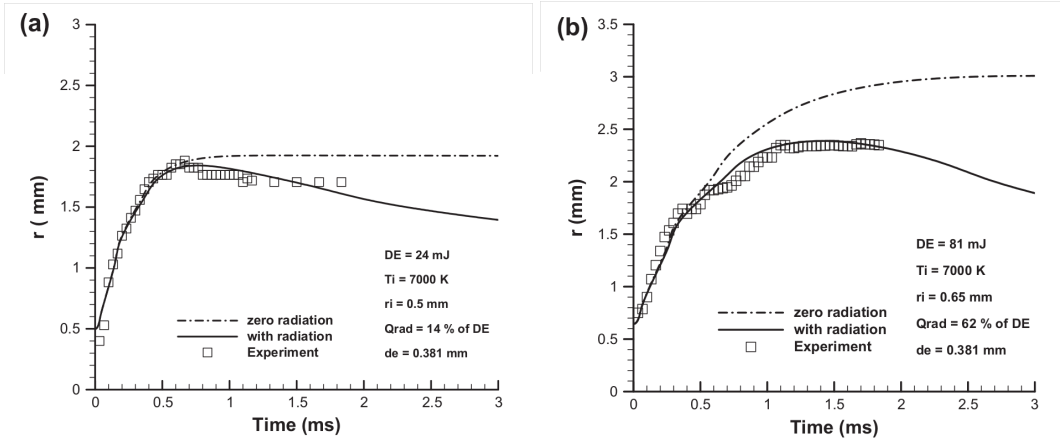 (a)
3
2.5
2
1.5
1
0.5
0
r ( mm)
0
0.5
1
1.5
2
2.5
3
Time (ms)
DE = 24 mJ
Ti = 7000 K
ri = 0.5 mm
Qrad = 14 % of DE
de = 0.381 mm
zero radiation
with radiation
Experiment
(b)
3.5
3
2.5
2
1.5
1
0.5
0
r (mm)
0
0.5
1
1.5
2
2.5
3
Time (ms)
DE = 81 mJ
Ti = 7000 K
ri = 0.65 mm
Qrad = 62 % of DE
de = 0.381 mm
zero radiation
with radiation
Experiment